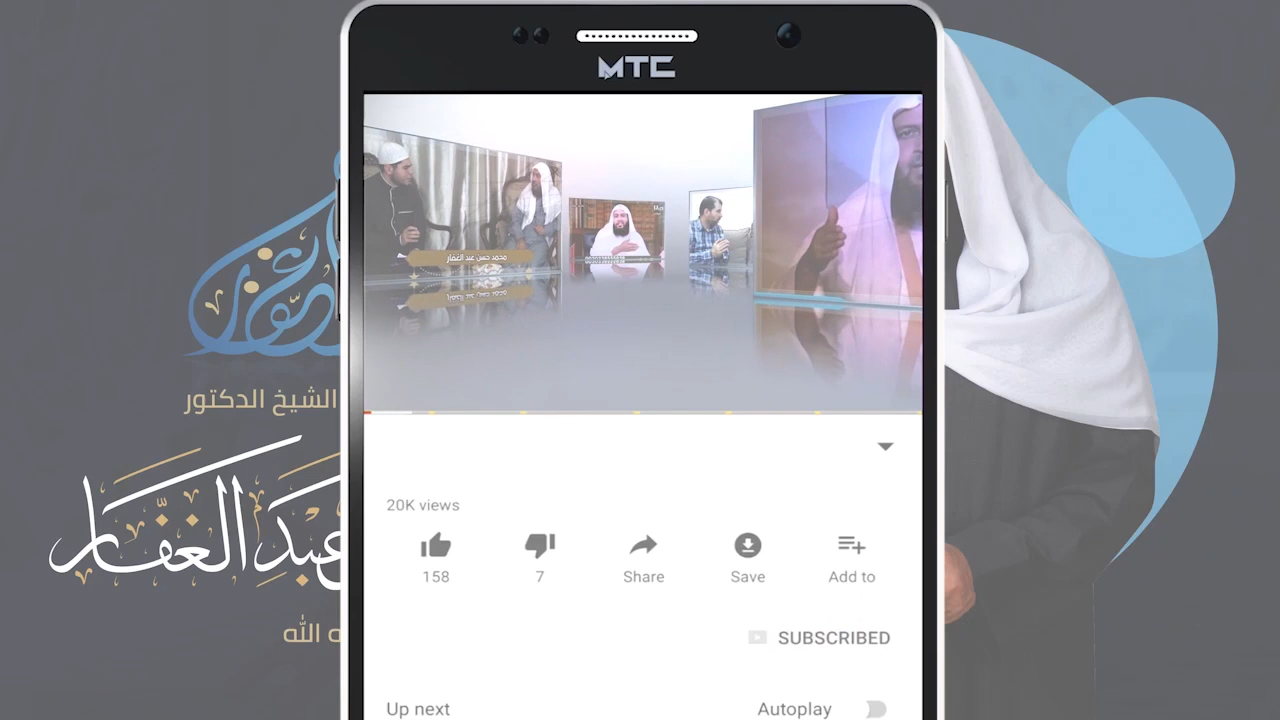 MTC
محمد حسن عبد الغفار
الشيخ الدكتور
عبد الغفار
ه الله
20K views
158
7
Share
Save
Add to
SUBSCRIBED
Up next
Autoplay